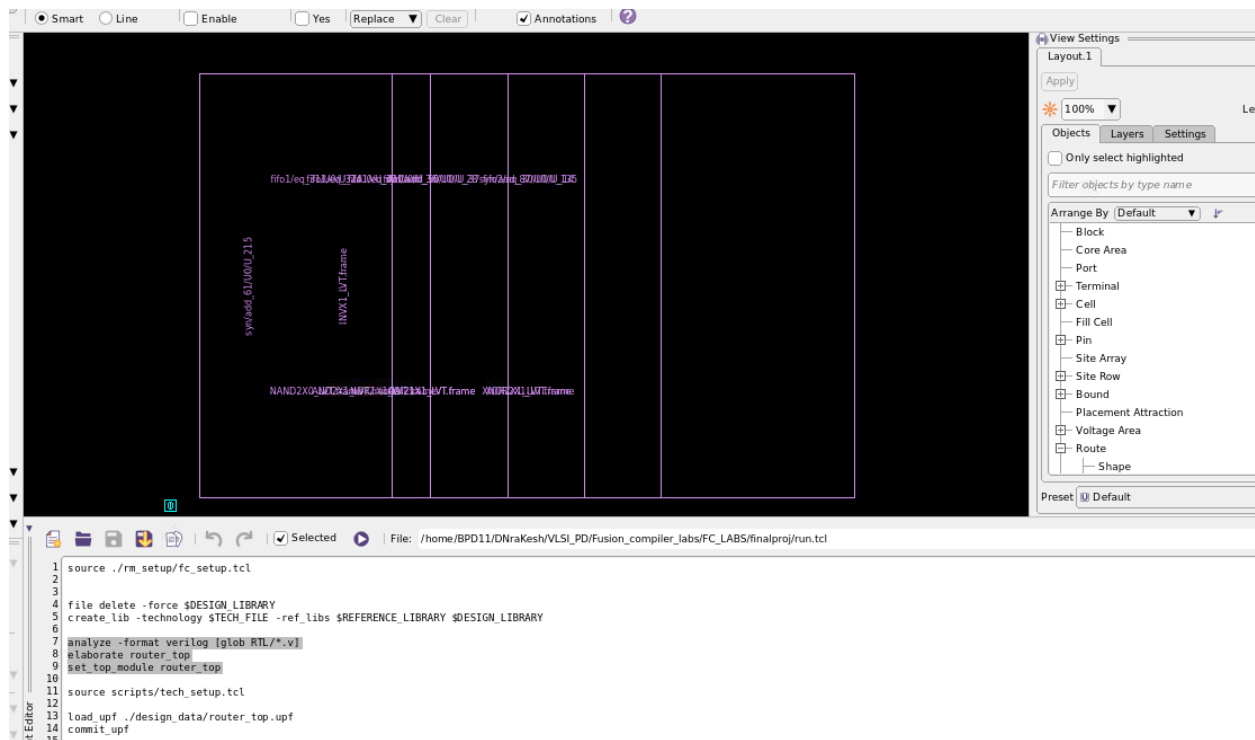 Smart Line Enable Yes Replace Clear Annotations ?
View Settings
Layout.1
Apply
100% Le
Objects Layers Settings
Only select highlighted
Filter objects by type name
Arrange By Default
Block
Core Area
Port
Terminal
Cell
Fill Cell
Pin
Site Array
Site Row
Bound
Placement Attraction
Voltage Area
Route
Shape
Preset U Default
syn/add_61/U0/U_215
INVX1_LVT.frame
Selected File: /home/BPD11/DNraKesh/VLSI_PD/Fusion_compiler_labs/FC_LABS/finalproj/run.tcl
1 source ./rm_setup/fc_setup.tcl
2
3
4 file delete -force $DESIGN_LIBRARY
5 create_lib -technology $TECH_FILE -ref_libs $REFERENCE_LIBRARY $DESIGN_LIBRARY
6
7 analyze -format verilog [glob RTL/*.v]
8 elaborate router_top
9 set_top_module router_top
10
11 source scripts/tech_setup.tcl
12
13 load_upf ./design_data/router_top.upf
14 commit_upf
15
t Editor